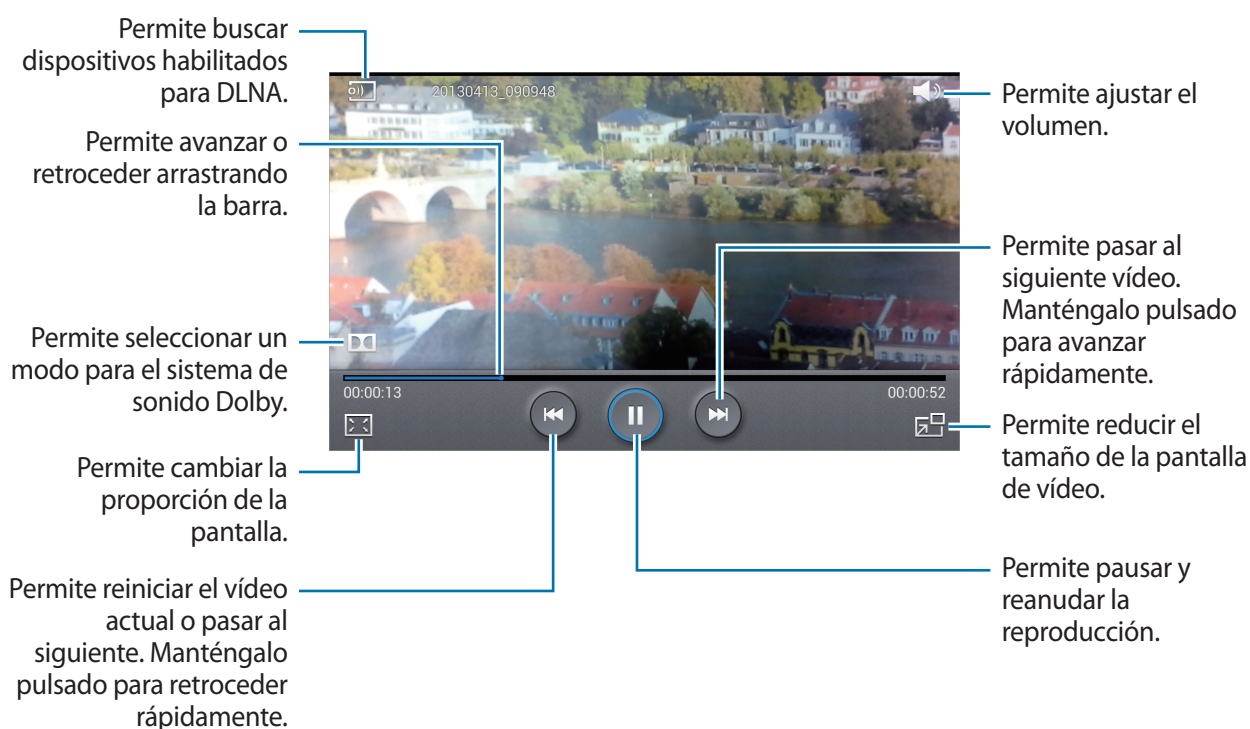 Permite buscar
dispositivos habilitados
para DLNA.
Permite avanzar o
retroceder arrastrando
la barra.
Permite seleccionar un
modo para el sistema de
sonido Dolby.
Permite cambiar la
proporción de la
pantalla.
Permite reiniciar el vídeo
actual o pasar al
siguiente. Manténgalo
pulsado para retroceder
rápidamente.
20130413_090948
00:00:13
00:00:52
Permite ajustar el
volumen.
Permite pasar al
siguiente vídeo.
Manténgalo pulsado
para avanzar
rápidamente.
Permite reducir el
tamaño de la pantalla
de vídeo.
Permite pausar y
reanudar la
reproducción.